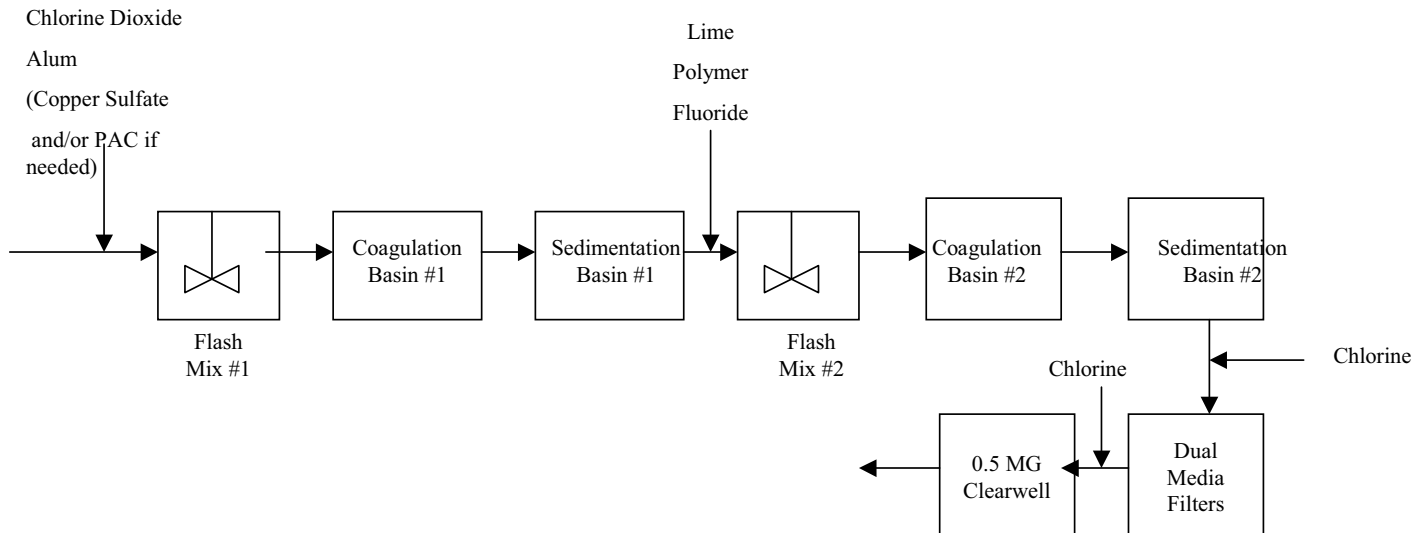 Chlorine Dioxide
Alum
(Copper Sulfate
and/or PAC if
needed)
Lime
Polymer
Fluoride
Coagulation
Basin #1
Sedimentation
Basin #1
Coagulation
Basin #2
Sedimentation
Basin #2
Flash
Mix #1
Flash
Mix #2
Chlorine
Chlorine
0.5 MG
Clearwell
Dual
Media
Filters